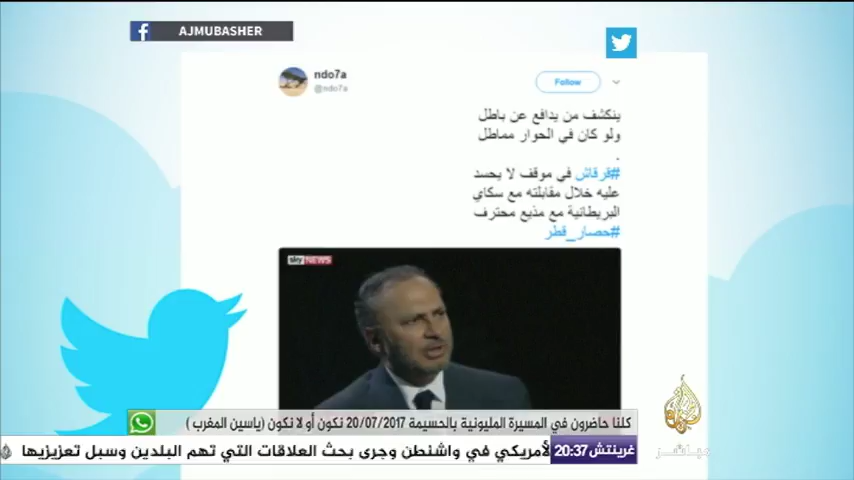 AJMUBASHER
ndo7a
@ndo7a
Follow
ينكشف من يدافع عن باطل
ولو كان في الحوار مماطل
.
#قرقاش في موقف لا يحسد
عليه خلال مقابلته مع سكاي
البريطانية مع مذيع محترف
#حصار_قطر
sky NEWS
كلنا حاضرون في المسيرة المليونية بالحسيمة 20/07/2017 نكون أو لا نكون (ياسين المغرب )
غرينتش 20:37
لأمريكي في واشنطن وجرى بحث العلاقات التي تهم البلدين وسبل تعزيزها
مباشر